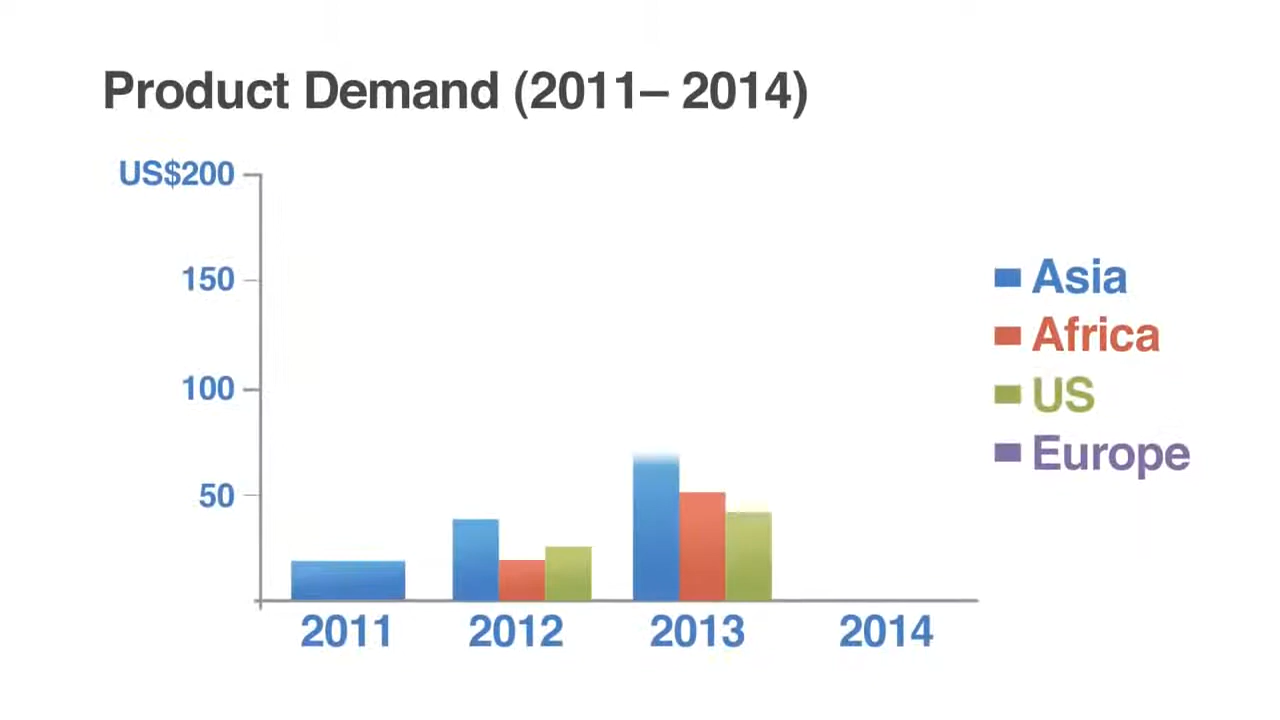 Product Demand (2011– 2014)
US$200
150
100
50
2011 2012 2013 2014
Asia
Africa
US
Europe